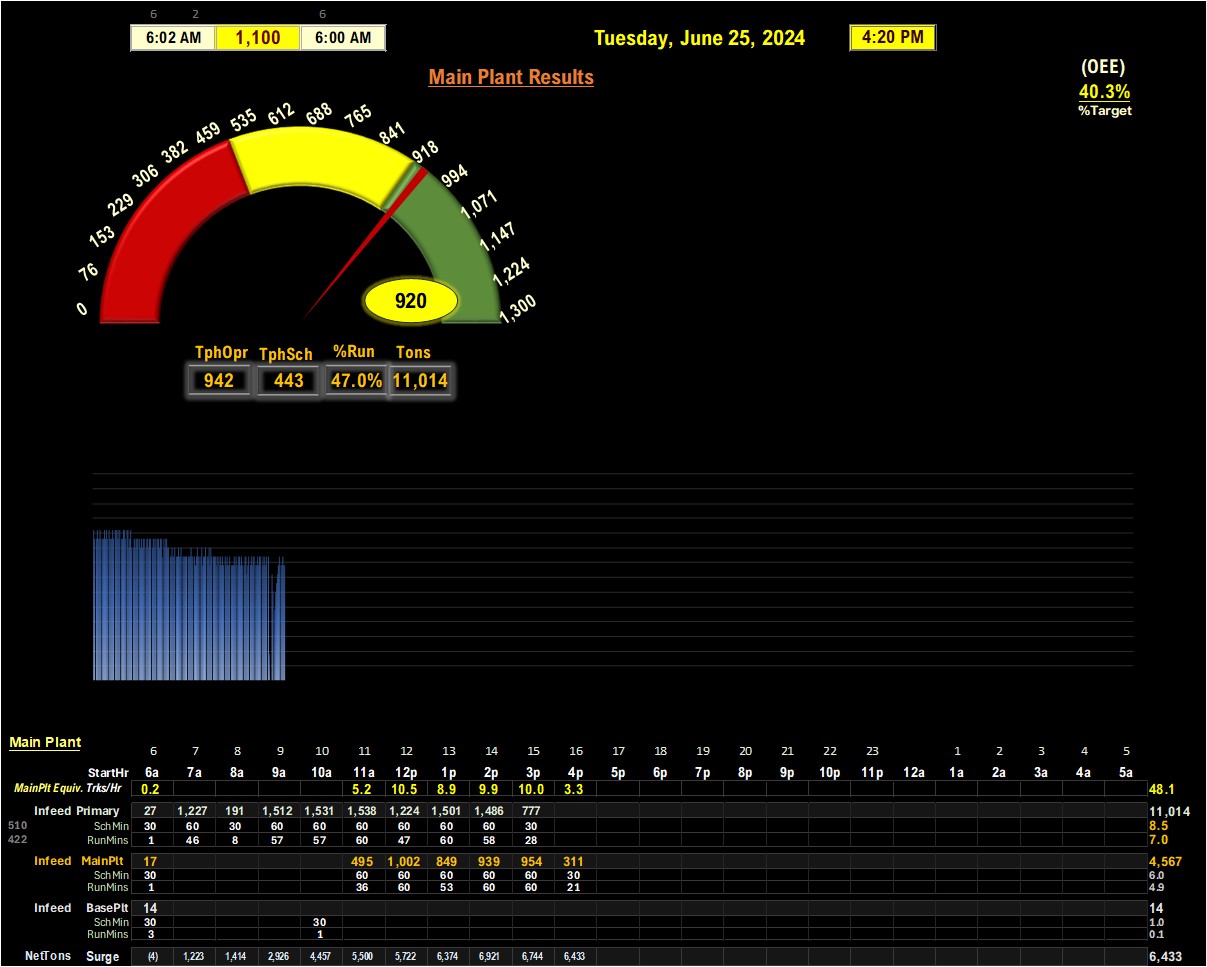 6 2 6
6:02 AM 1,100 6:00 AM Tuesday, June 25, 2024 4:20 PM
Main Plant Results
(OEE)
40.3%
%Target
0 76 153 229 306 382 459 535 612 688 765 841 918 994 1,071 1,147 1,224 1,300
920
TphOpr TphSch %Run Tons
942 443 47.0% 11,014
Main Plant
6 7 8 9 10 11 12 13 14 15 16 17 18 19 20 21 22 23 1 2 3 4 5
StartHr 6a 7a 8a 9a 10a 11a 12p 1p 2p 3p 4p 5p 6p 7p 8p 9p 10p 11p 12a 1a 2a 3a 4a 5a
MainPlt Equiv. Trks/Hr 0.2 5.2 10.5 8.9 9.9 10.0 3.3 48.1
Infeed Primary 27 1,227 191 1,512 1,531 1,538 1,224 1,501 1,486 777 11,014
510 SchMin 30 60 30 60 60 60 60 60 60 30 8.5
422 RunMins 1 46 8 57 57 60 47 60 58 28 7.0
Infeed MainPlt 17 495 1,002 849 939 954 311 4,567
SchMin 30 60 60 60 60 60 30 6.0
RunMins 1 36 60 53 60 60 21 4.9
Infeed BasePlt 14 14
SchMin 30 30 1.0
RunMins 3 1 0.1
NetTons Surge (4) 1,223 1,414 2,926 4,457 5,500 5,722 6,374 6,921 6,744 6,433 6,433